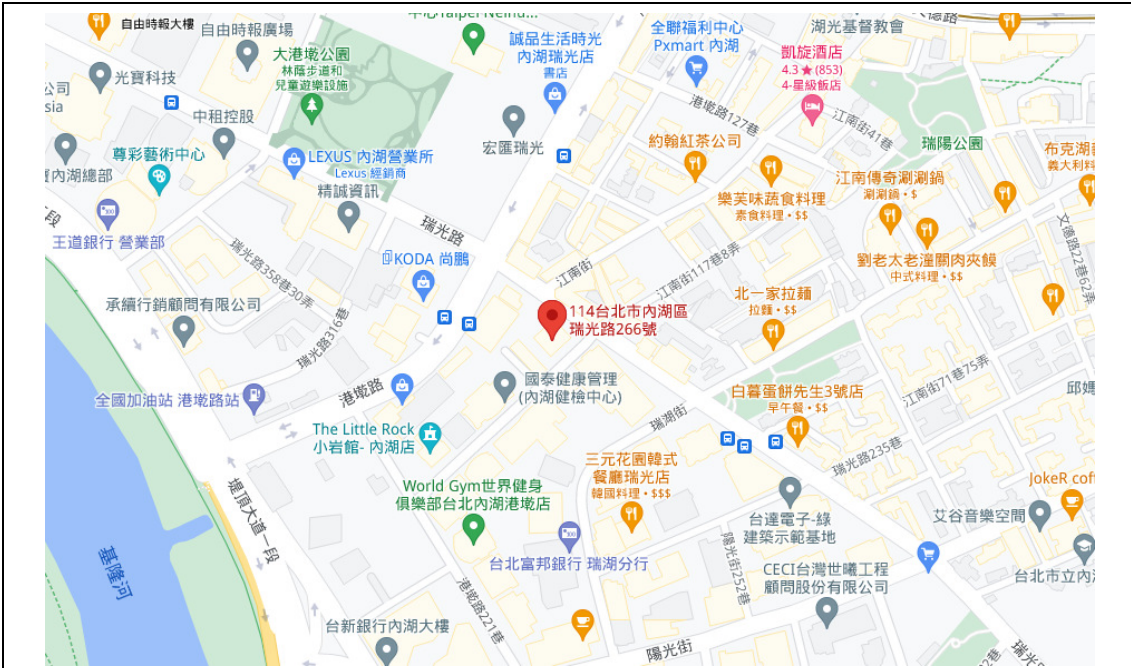 自由時報大樓
自由時報廣場
大港墘公園
林蔭步道和
兒童遊樂設施
中心Taipei Neihu...
誠品生活時光
內湖瑞光店
書店
全聯福利中心
Pxmart 內湖
湖光基督教會
凱旋酒店
4.3★(853)
4-星級飯店
光寶科技
公司
sia
中租控股
港墘路127巷
江南街41巷
瑞陽公園
宏匯瑞光
約翰紅茶公司
布克湖
義大利料
尊彩藝術中心
內湖總部
LEXUS 內湖營業所
Lexus 經銷商
精誠資訊
樂芙味蔬食料理
素食料理・$$
江南傳奇涮涮鍋
涮涮鍋・$
王道銀行 營業部
段
瑞光路
瑞光路358巷30弄
KODA 尚鵬
江南街
江南街117巷8弄
劉老太老潼關肉夾饃
中式料理・$$
文德路22巷62弄
承續行銷顧問有限公司
瑞光路316巷
114台北市內湖區
瑞光路266號
北一家拉麵
拉麵・$$
全國加油站 港墘路站
港墘路
國泰健康管理
(內湖健檢中心)
白暮蛋餅先生3號店
早午餐・$$
江南街71巷75弄
邱媽
The Little Rock
小岩館- 內湖店
瑞湖街
瑞光路235巷
三元花園韓式
餐廳瑞光店
韓國料理・$$$
World Gym世界健身
俱樂部台北內湖港墘店
堤頂大道一段
JokeR coff
台達電子-綠
建築示範基地
艾谷音樂空間
基隆河
台北富邦銀行 瑞湖分行
陽光街252巷
CECI台灣世曦工程
顧問股份有限公司
台北市立內
港墘路221巷
台新銀行內湖大樓
陽光街
瑞光